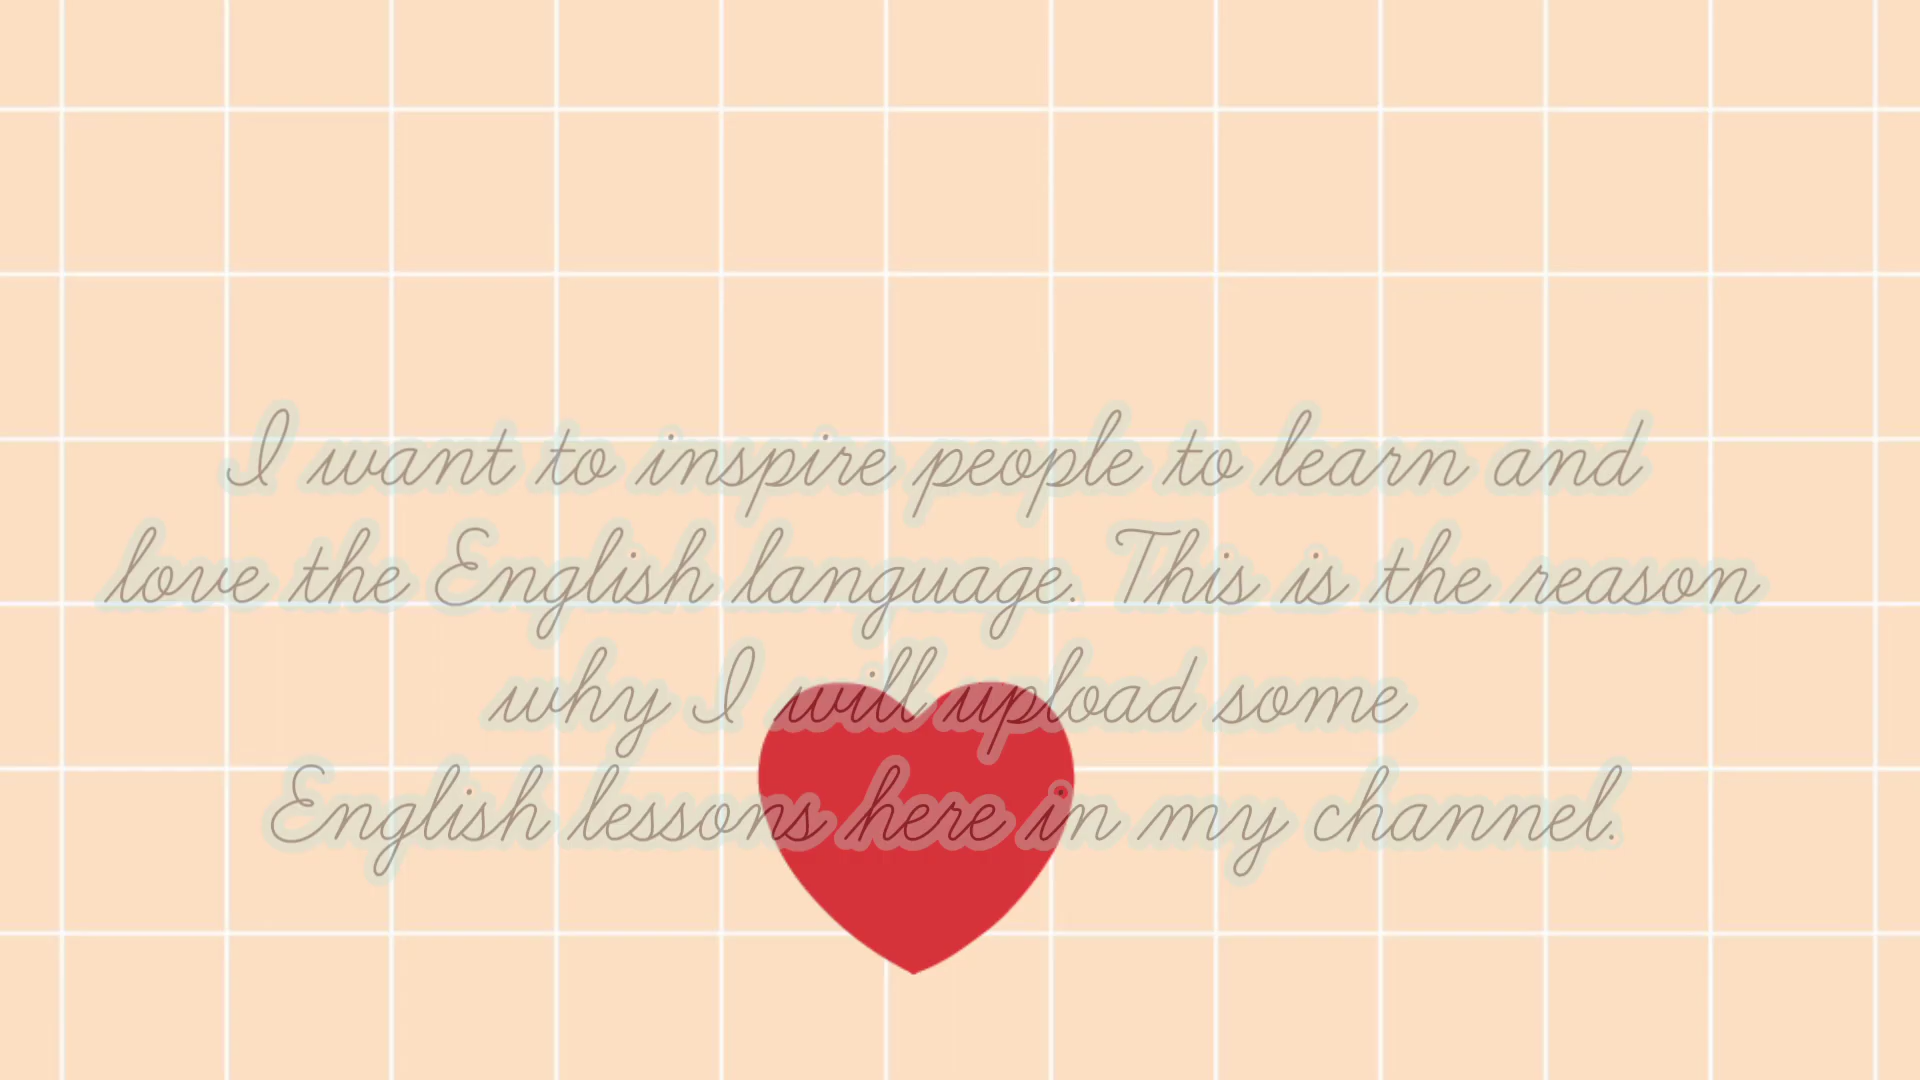 I want to inspire people to learn and
love the English language. This is the reason
why I will upload some
English lessons here in my channel.